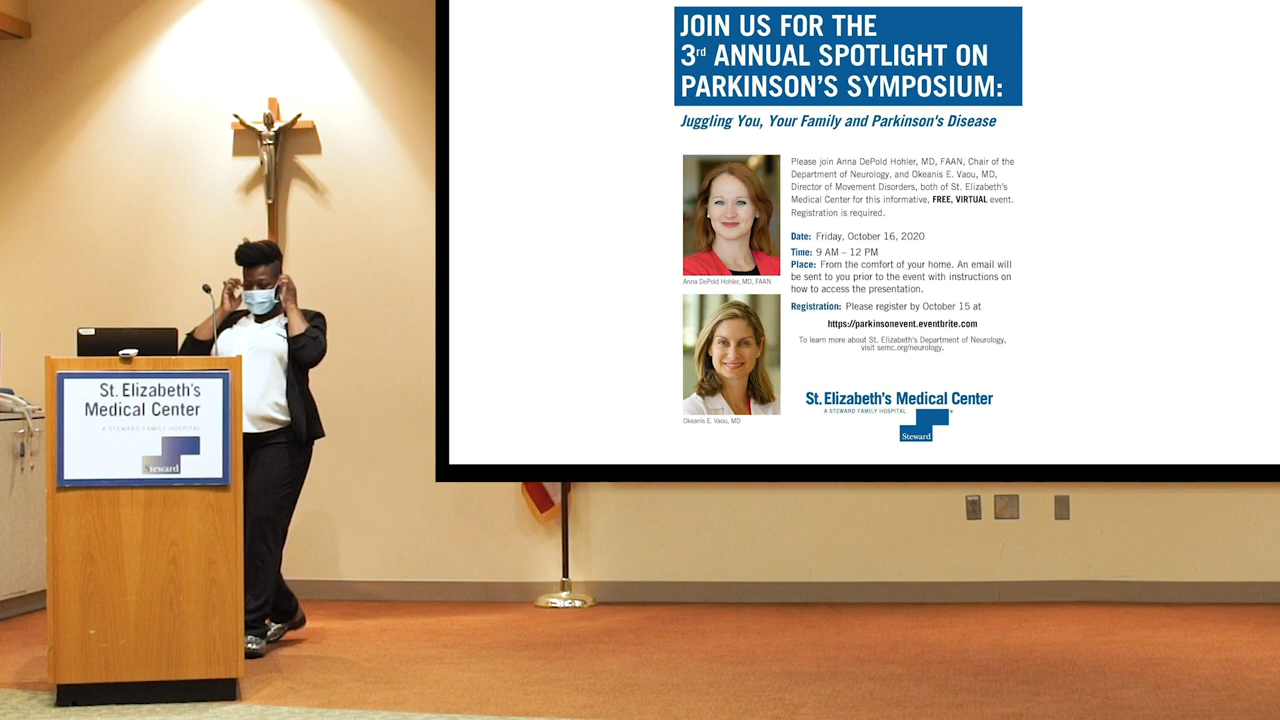 JOIN US FOR THE
3rd ANNUAL SPOTLIGHT ON
PARKINSON'S SYMPOSIUM:
Juggling You, Your Family and Parkinson's Disease
Please join Anna DePold Hohler, MD, FAAN, Chair of the
Department of Neurology, and Okeanis E. Vaou, MD,
Director of Movement Disorders, both of St. Elizabeth's
Medical Center for this informative, FREE, VIRTUAL event.
Registration is required.
Anna DePold Hohler, MD, FAAN
Date: Friday, October 16, 2020
Time: 9 AM – 12 PM
Place: From the comfort of your home. An email will
be sent to you prior to the event with instructions on
how to access the presentation.
Registration: Please register by October 15 at
https://parkinsonevent.eventbrite.com
To learn more about St. Elizabeth's Department of Neurology,
visit semc.org/neurology.
Okeanis E. Vaou, MD
St. Elizabeth's Medical Center
A STEWARD FAMILY HOSPITAL
Steward
St. Elizabeth's
Medical Center
A STEWARD FAMILY HOSPITAL
Steward